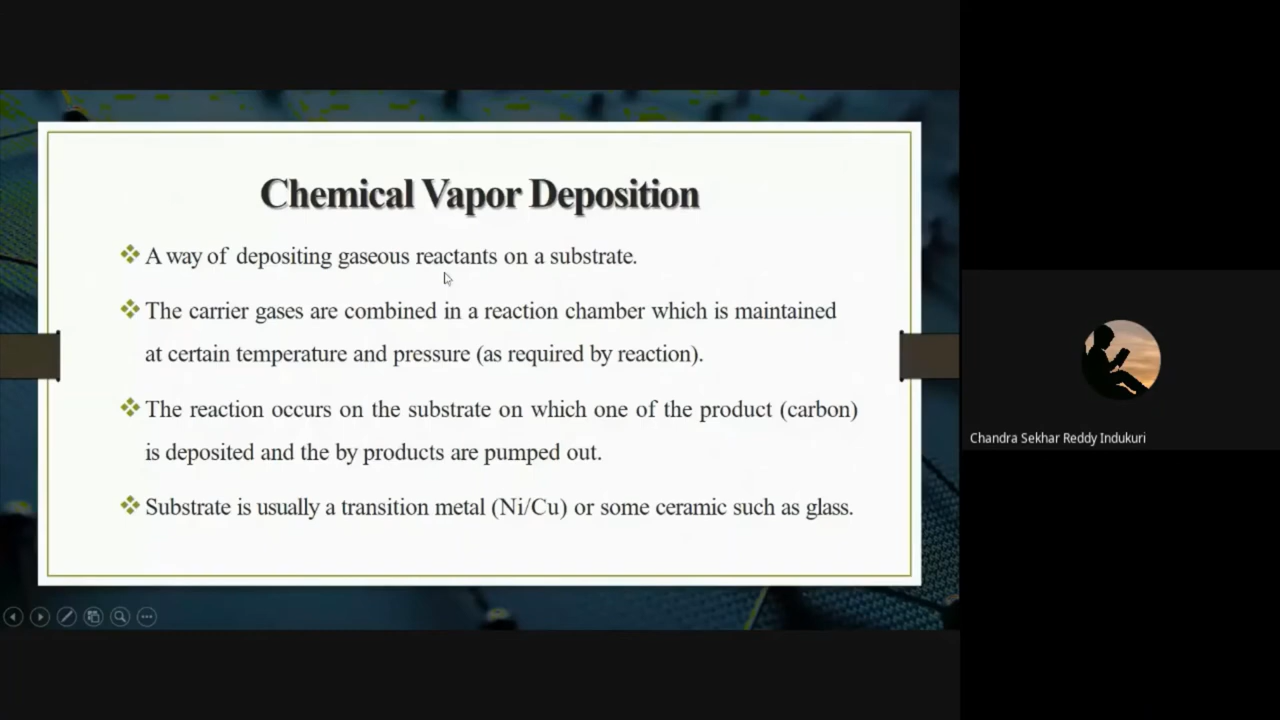 Chemical Vapor Deposition
❖ A way of depositing gaseous reactants on a substrate.
❖ The carrier gases are combined in a reaction chamber which is maintained
at certain temperature and pressure (as required by reaction).
❖ The reaction occurs on the substrate on which one of the product (carbon)
is deposited and the by products are pumped out.
❖ Substrate is usually a transition metal (Ni/Cu) or some ceramic such as glass.
Chandra Sekhar Reddy Indukuri